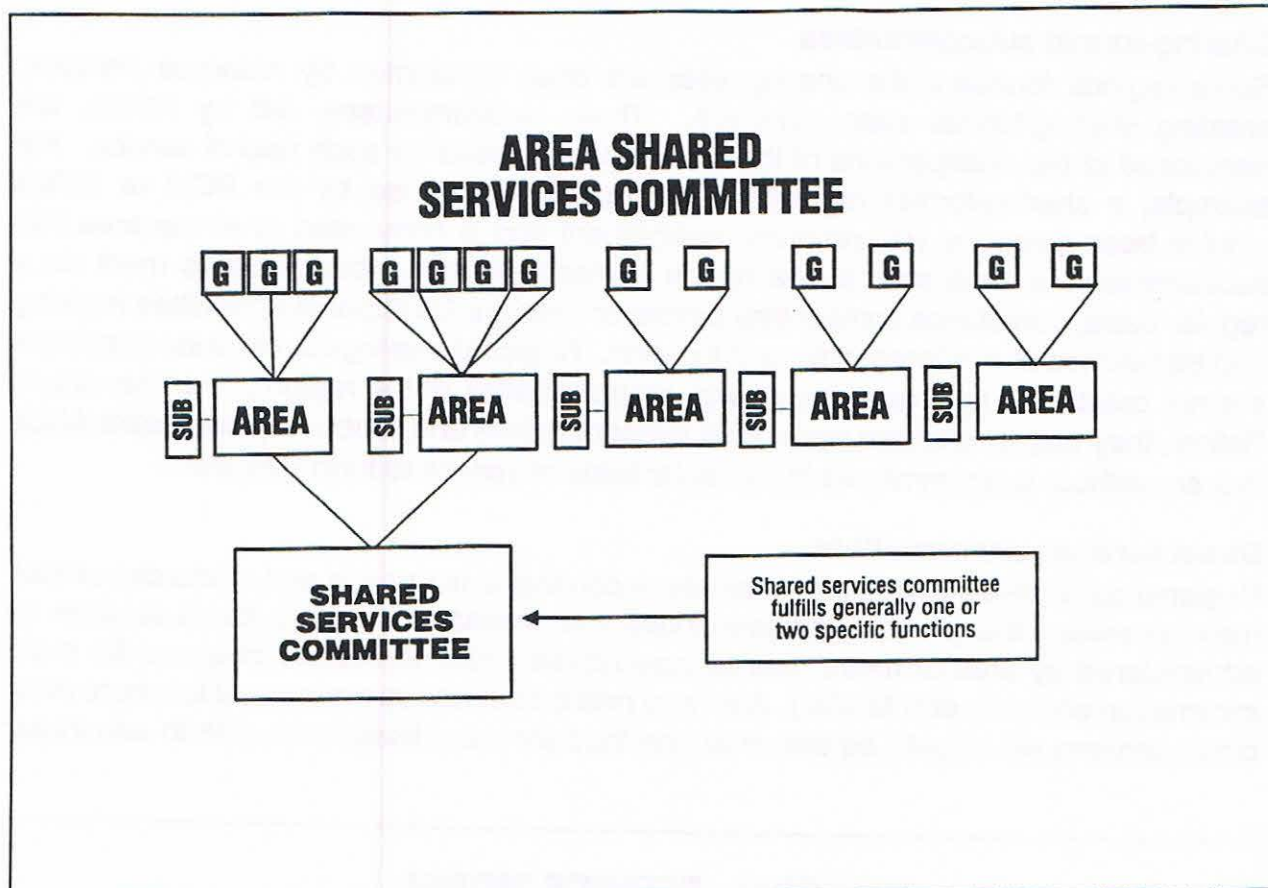 AREA SHARED
SERVICES COMMITTEE
G G G G G G G G G G G G G
SUB AREA SUB AREA SUB AREA SUB AREA SUB AREA
SHARED
SERVICES
COMMITTEE
Shared services committee
fulfills generally one or
two specific functions